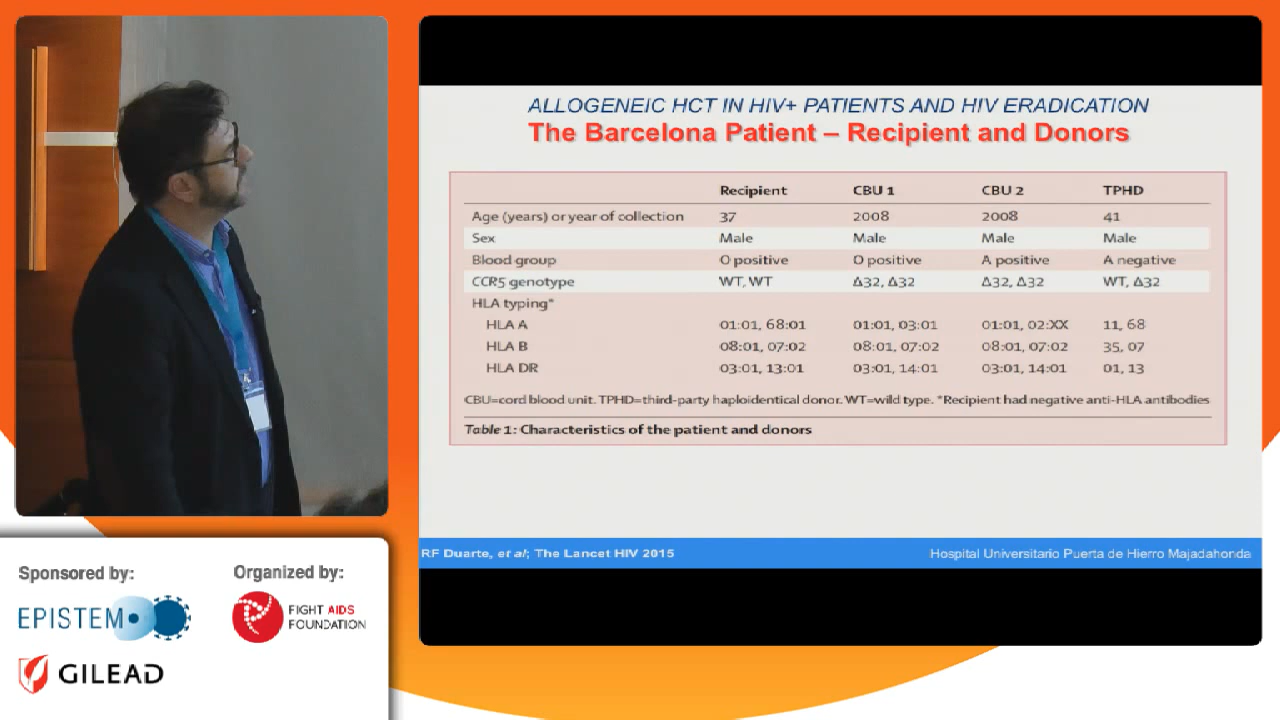 ALLOGENEIC HCT IN HIV+ PATIENTS AND HIV ERADICATION
The Barcelona Patient – Recipient and Donors
Recipient CBU 1 CBU 2 TPHD
Age (years) or year of collection 37 2008 2008 41
Sex Male Male Male Male
Blood group O positive O positive A positive A negative
CCR5 genotype WT, WT Δ32, Δ32 Δ32, Δ32 WT, Δ32
HLA typing*
HLA A 01:01, 68:01 01:01, 03:01 01:01, 02:XX 11, 68
HLA B 08:01, 07:02 08:01, 07:02 08:01, 07:02 35, 07
HLA DR 03:01, 13:01 03:01, 14:01 03:01, 14:01 01, 13
CBU=cord blood unit. TPHD=third-party haploidentical donor. WT=wild type. *Recipient had negative anti-HLA antibodies
Table 1: Characteristics of the patient and donors
RF Duarte, et al; The Lancet HIV 2015 Hospital Universitario Puerta de Hierro Majadahonda
Sponsored by:
EPISTEM
GILEAD
Organized by:
FIGHT AIDS
FOUNDATION